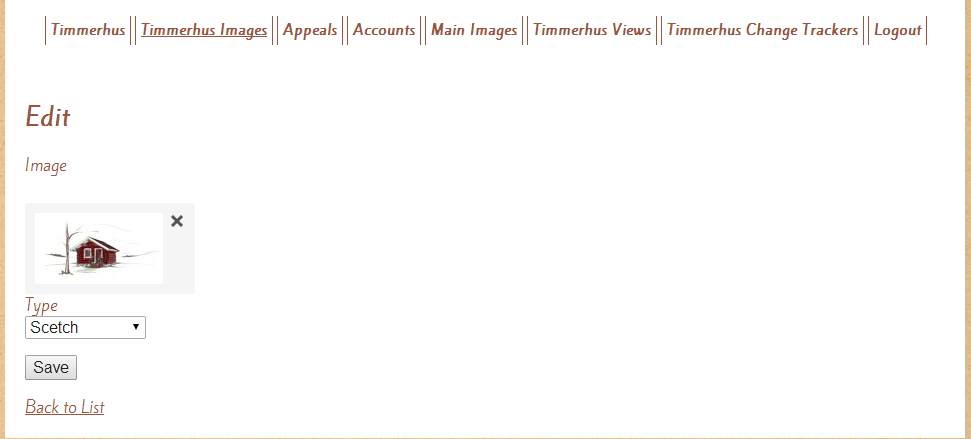 Timmerhus Timmerhus Images Appeals Accounts Main Images Timmerhus Views Timmerhus Change Trackers Logout
Edit
Image
Type
Scetch
Save
Back to List